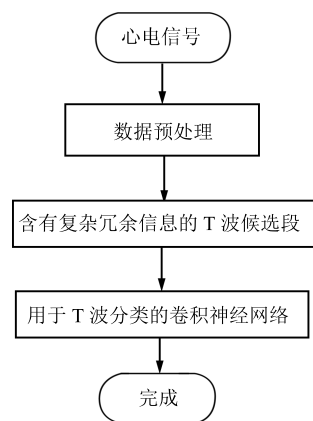 心电信号
数据预处理
含有复杂冗余信息的 T 波候选段
用于 T 波分类的卷积神经网络
完成